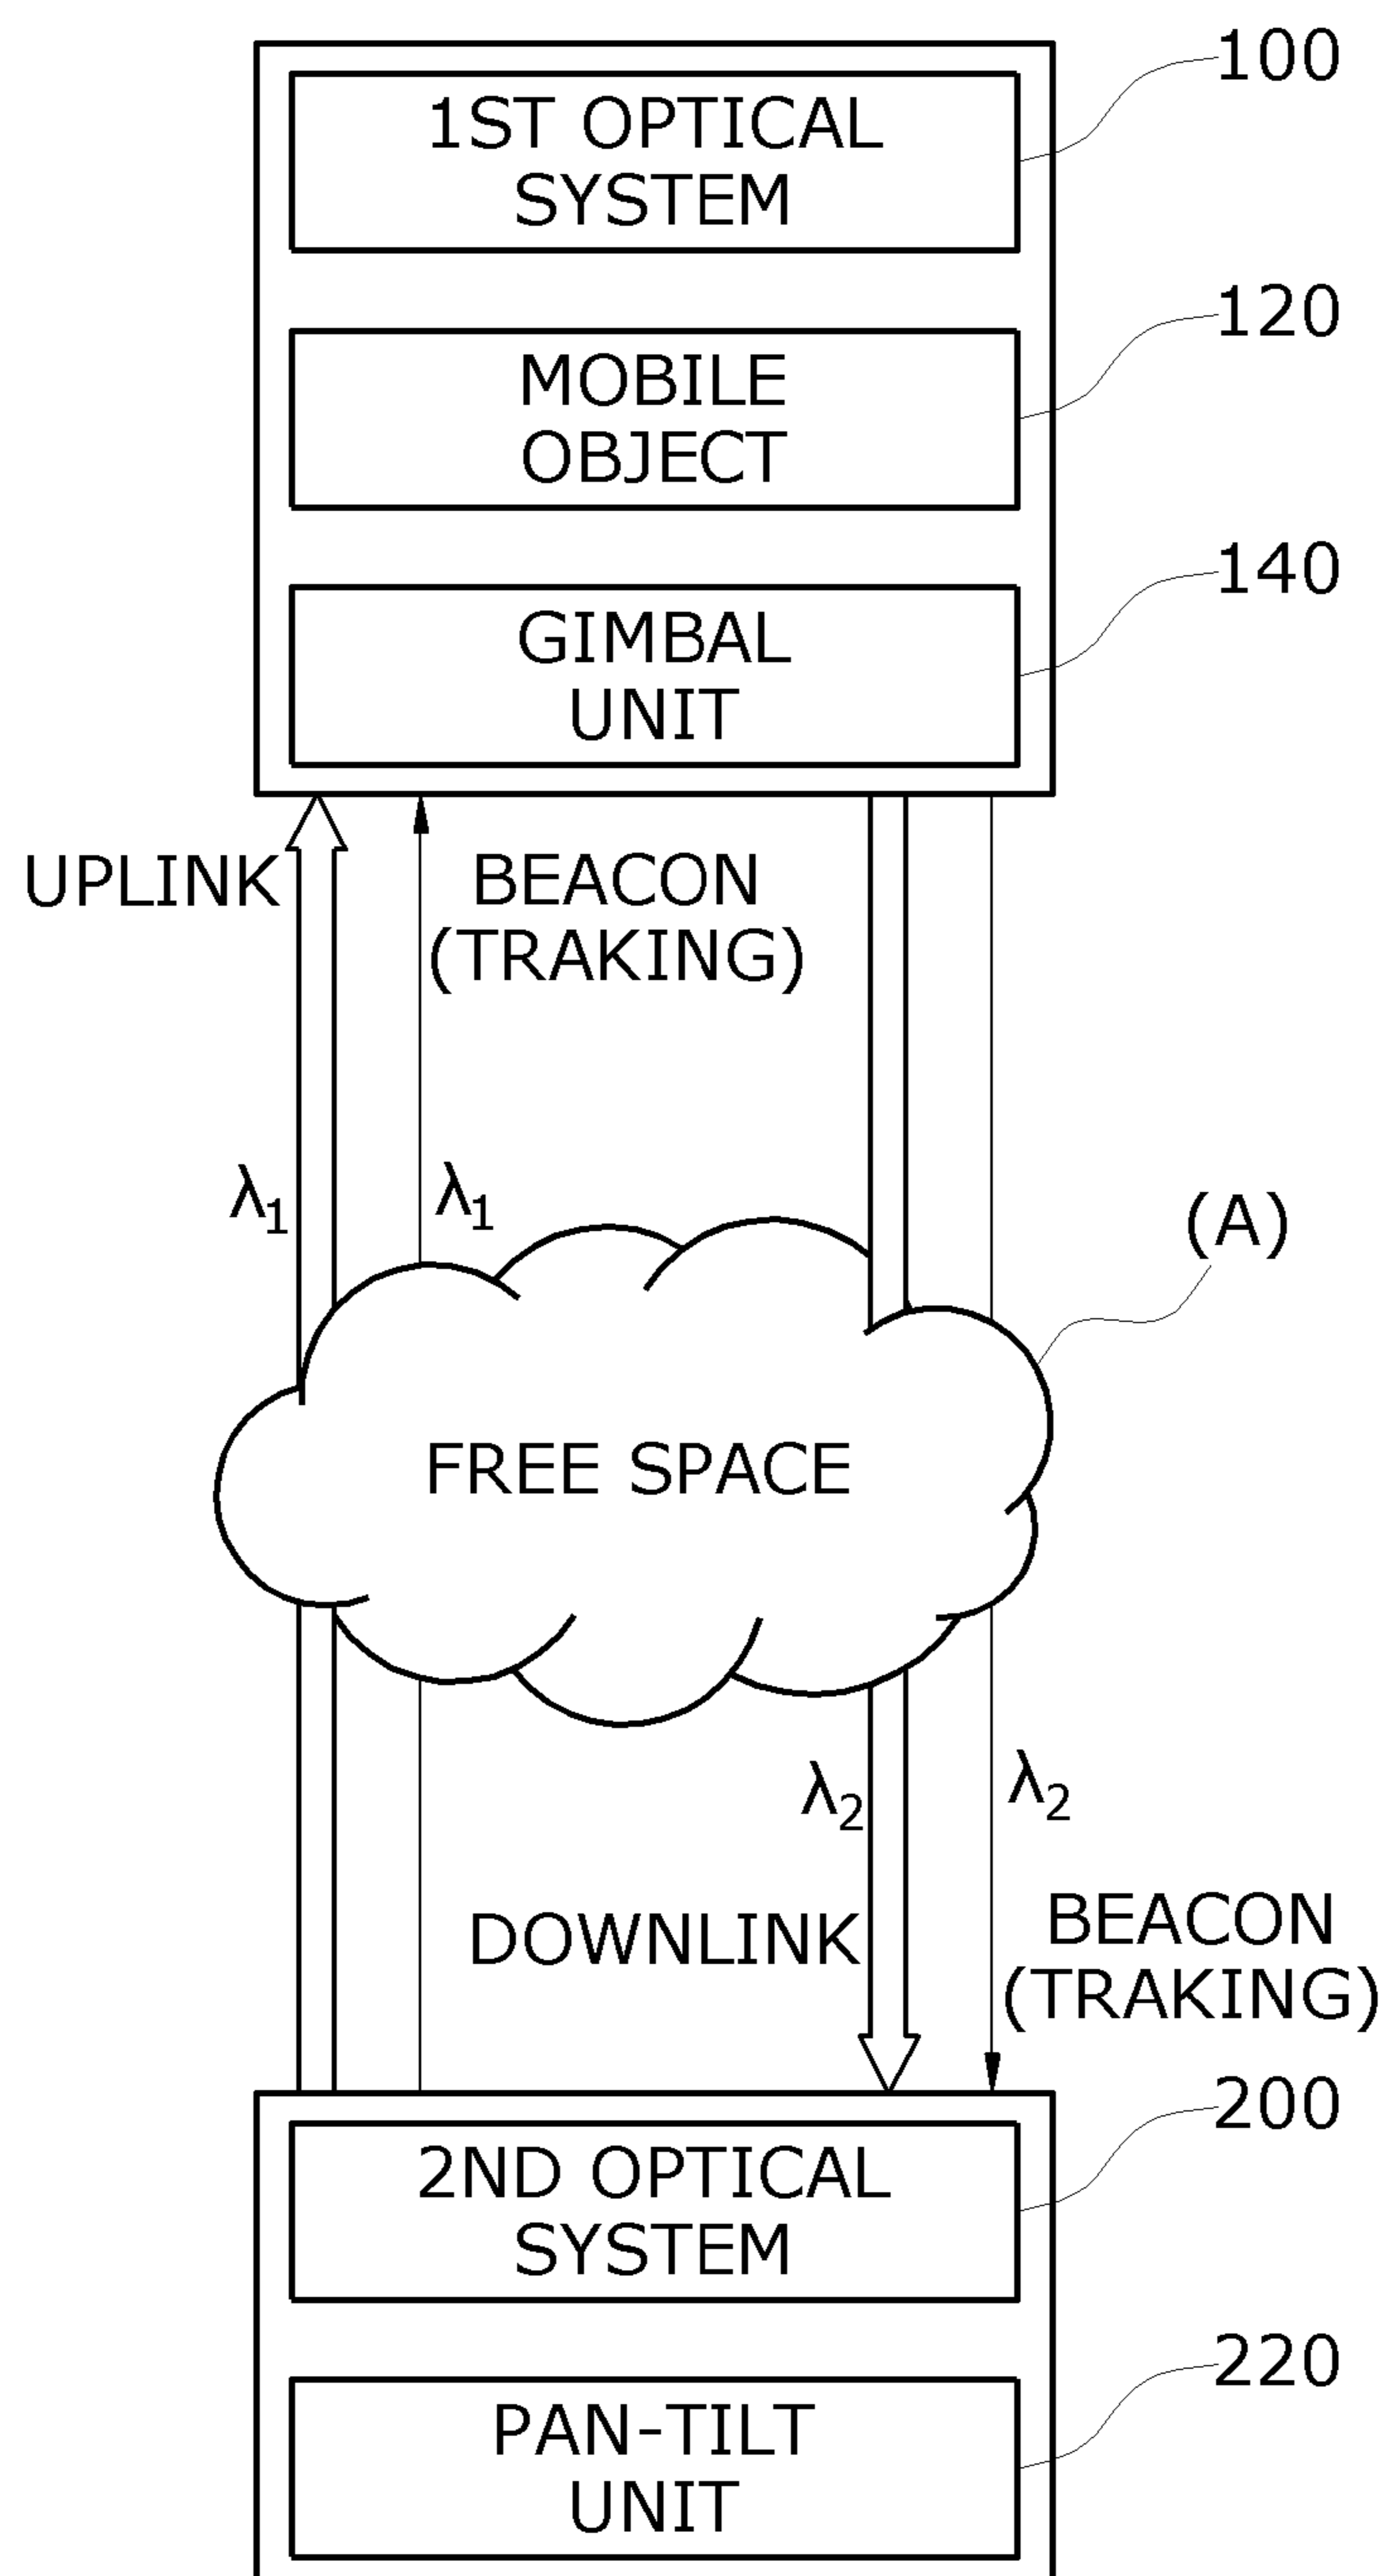 100
1ST OPTICAL
SYSTEM
120
MOBILE
OBJECT
140
GIMBAL
UNIT
UPLINK
BEACON
(TRAKING)
λ1
λ1
(A)
FREE SPACE
λ2
λ2
DOWNLINK
BEACON
(TRAKING)
200
2ND OPTICAL
SYSTEM
220
PAN-TILT
UNIT